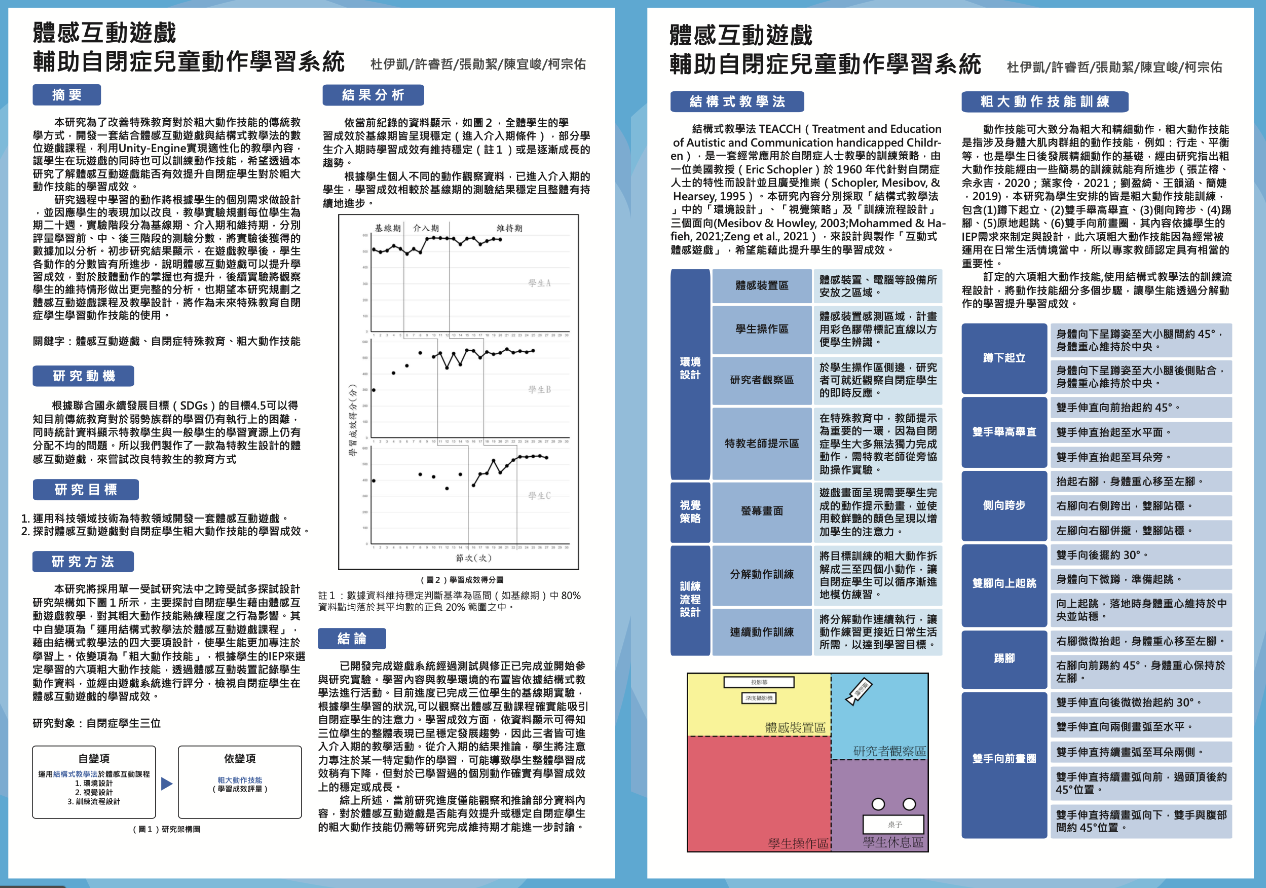 體感互動遊戲
輔助自閉症兒童動作學習系統
杜伊凱/許睿哲/張勛絜/陳宜峻/柯宗佑
摘要
本研究為了改善特殊教育對於粗大動作技能的傳統教
學方式，開發一套結合體感互動遊戲與結構式教學法的數
位遊戲課程，利用Unity-Engine實現適性化的教學內容，
讓學生在玩遊戲的同時也可以訓練動作技能，希望透過本
研究了解體感互動遊戲能否有效提升自閉症學生對於粗大
動作技能的學習成效。
研究過程中學習的動作將根據學生的個別需求做設計
，並因應學生的表現加以改良，教學實驗規劃每位學生為
期二十週，實驗階段分為基線期、介入期和維持期，分別
評量學習前、中、後三階段的測驗分數，將實驗後獲得的
數據加以分析。初步研究結果顯示，在遊戲教學後，學生
各動作的分數皆有所進步，說明體感互動遊戲可以提升學
習成效，對於肢體動作的掌握也有提升，後續實驗將觀察
學生的維持情形做出更完整的分析。也期望本研究規劃之
體感互動遊戲課程及教學設計，將作為未來特殊教育自閉
症學生學習動作技能的使用。
關鍵字：體感互動遊戲、自閉症特殊教育、粗大動作技能
研究動機
根據聯合國永續發展目標（SDGs）的目標4.5可以得
知目前傳統教育對於弱勢族群的學習仍有執行上的困難，
同時統計資料顯示特教學生與一般學生的學習資源上仍有
分配不均的問題。所以我們製作了一款為特教生設計的體
感互動遊戲，來嘗試改良特教生的教育方式
研究目標
1. 運用科技領域技術為特教領域開發一套體感互動遊戲。
2. 探討體感互動遊戲對自閉症學生粗大動作技能的學習成效。
研究方法
本研究將採用單一受試研究法中之跨受試多探試設計
研究架構如下圖１所示，主要探討自閉症學生藉由體感互
動遊戲教學，對其粗大動作技能熟練程度之行為影響。其
中自變項為「運用結構式教學法於體感互動遊戲課程」，
藉由結構式教學法的四大要項設計，使學生能更加專注於
學習上。依變項為「粗大動作技能」，根據學生的IEP來選
定學習的六項粗大動作技能，透過體感互動裝置記錄學生
動作資料，並經由遊戲系統進行評分，檢視自閉症學生在
體感互動遊戲的學習成效。
研究對象：自閉症學生三位
自變項
運用結構式教學法於體感互動課程
1. 環境設計
2. 視覺設計
3. 訓練流程設計
依變項
粗大動作技能
（學習成效評量）
（圖１）研究架構圖
結果分析
依當前紀錄的資料顯示，如圖２，全體學生的學
習成效於基線期皆呈現穩定（進入介入期條件），部分學
生介入期時學習成效有維持穩定（註１）或是逐漸成長的
趨勢。
根據學生個人不同的動作觀察資料，已進入介入期的
學生，學習成效相較於基線期的測驗結果穩定且整體有持
續地進步。
基線期 介入期 維持期
學生A
學生B
學生C
學習成效得分(分)
節次(次)
（圖２）學習成效得分圖
註１：數據資料維持穩定判斷基準為區間（如基線期）中 80%
資料點均落於其平均數的正負 20% 範圍之中。
結論
已開發完成遊戲系統經過測試與修正已完成並開始參
與研究實驗。學習內容與教學環境的布置皆依據結構式教
學法進行活動。目前進度已完成三位學生的基線期實驗，
根據學生學習的狀況,可以觀察出體感互動課程確實能吸引
自閉症學生的注意力。學習成效方面，依資料顯示可得知
三位學生的整體表現已呈穩定發展趨勢，因此三者皆可進
入介入期的教學活動。從介入期的結果推論，學生將注意
力專注於某一特定動作的學習，可能導致學生整體學習成
效稍有下降，但對於已學習過的個別動作確實有學習成效
上的穩定或成長。
綜上所述，當前研究進度僅能觀察和推論部分資料內
容，對於體感互動遊戲是否能有效提升或穩定自閉症學生
的粗大動作技能仍需等研究完成維持期才能進一步討論。
體感互動遊戲
輔助自閉症兒童動作學習系統
杜伊凱/許睿哲/張勛絜/陳宜峻/柯宗佑
結構式教學法
結構式教學法 TEACCH（Treatment and Education
of Autistic and Communication handicapped Childr-
en），是一套經常應用於自閉症人士教學的訓練策略，由
一位美國教授（Eric Schopler）於 1960 年代針對自閉症
人士的特性而設計並且廣受推崇（Schopler, Mesibov, &
Hearsey, 1995）。本研究內容分別採取「結構式教學法
」中的「環境設計」、「視覺策略」及「訓練流程設計」
三個面向(Mesibov & Howley, 2003;Mohammed & Ha-
fieh, 2021;Zeng et al., 2021），來設計與製作「互動式
體感遊戲」，希望能藉此提升學生的學習成效。
環境
設計
體感裝置區
體感裝置、電腦等設備所
安放之區域。
學生操作區
體感裝置感測區域，計畫
用彩色膠帶標記直線以方
便學生辨識。
研究者觀察區
於學生操作區側邊，研究
者可就近觀察自閉症學生
的即時反應。
特教老師提示區
在特殊教育中，教師提示
為重要的一環，因為自閉
症學生大多無法獨力完成
動作，需特教老師從旁協
助操作實驗。
視覺
策略
螢幕畫面
遊戲畫面呈現需要學生完
成的動作提示動畫，並使
用較鮮艷的顏色呈現以增
加學生的注意力。
訓練
流程
設計
分解動作訓練
將目標訓練的粗大動作拆
解成三至四個小動作，讓
自閉症學生可以循序漸進
地模仿練習。
連續動作訓練
將分解動作連續執行，讓
動作練習更接近日常生活
所需，以達到學習目標。
投影幕
深度攝影機
體感裝置區
研究者觀察區
學生操作區
桌子
學生休息區
粗大動作技能訓練
動作技能可大致分為粗大和精細動作，粗大動作技能
是指涉及身體大肌肉群組的動作技能，例如：行走、平衡
等，也是學生日後發展精細動作的基礎，經由研究指出粗
大動作技能經由一些簡易的訓練就能有所進步（張芷榕、
佘永吉，2020；葉家伶，2021；劉盈綺、王韻涵、簡婕
，2019)，本研究為學生安排的皆是粗大動作技能訓練，
包含(1)蹲下起立、(2)雙手舉高舉直、(3)側向跨步、(4)踢
腳、(5)原地起跳、(6)雙手向前畫圈，其內容依據學生的
IEP需求來制定與設計，此六項粗大動作技能因為經常被
運用在日常生活情境當中，所以專家教師認定具有相當的
重要性。
訂定的六項粗大動作技能,使用結構式教學法的訓練流
程設計，將動作技能細分多個步驟，讓學生能透過分解動
作的學習提升學習成效。
蹲下起立
身體向下呈蹲姿至大小腿間約 45°，
身體重心維持於中央。
身體向下呈蹲姿至大小腿後側貼合，
身體重心維持於中央。
雙手舉高舉直
雙手伸直向前抬起約 45°。
雙手伸直抬起至水平面。
雙手伸直抬起至耳朵旁。
側向跨步
抬起右腳，身體重心移至左腳。
右腳向右側跨出，雙腳站穩。
左腳向右腳併攏，雙腳站穩。
雙腳向上起跳
雙手向後擺約 30°。
身體向下微蹲，準備起跳。
向上起跳，落地時身體重心維持於中
央並站穩。
踢腳
右腳微微抬起，身體重心移至左腳。
右腳向前踢約 45°，身體重心保持於
左腳。
雙手向前畫圈
雙手伸直向後微微抬起約 30°。
雙手伸直向兩側畫弧至水平。
雙手伸直持續畫弧至耳朵兩側。
雙手伸直持續畫弧向前，過頭頂後約
45°位置。
雙手伸直持續畫弧向下，雙手與腹部
間約 45°位置。